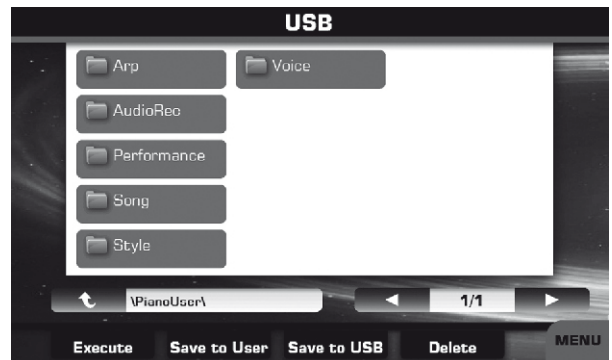 USB
Arp
Voice
AudioRec
Performance
Song
Style
\PianoUser\
1/1
Execute
Save to User
Save to USB
Delete
MENU